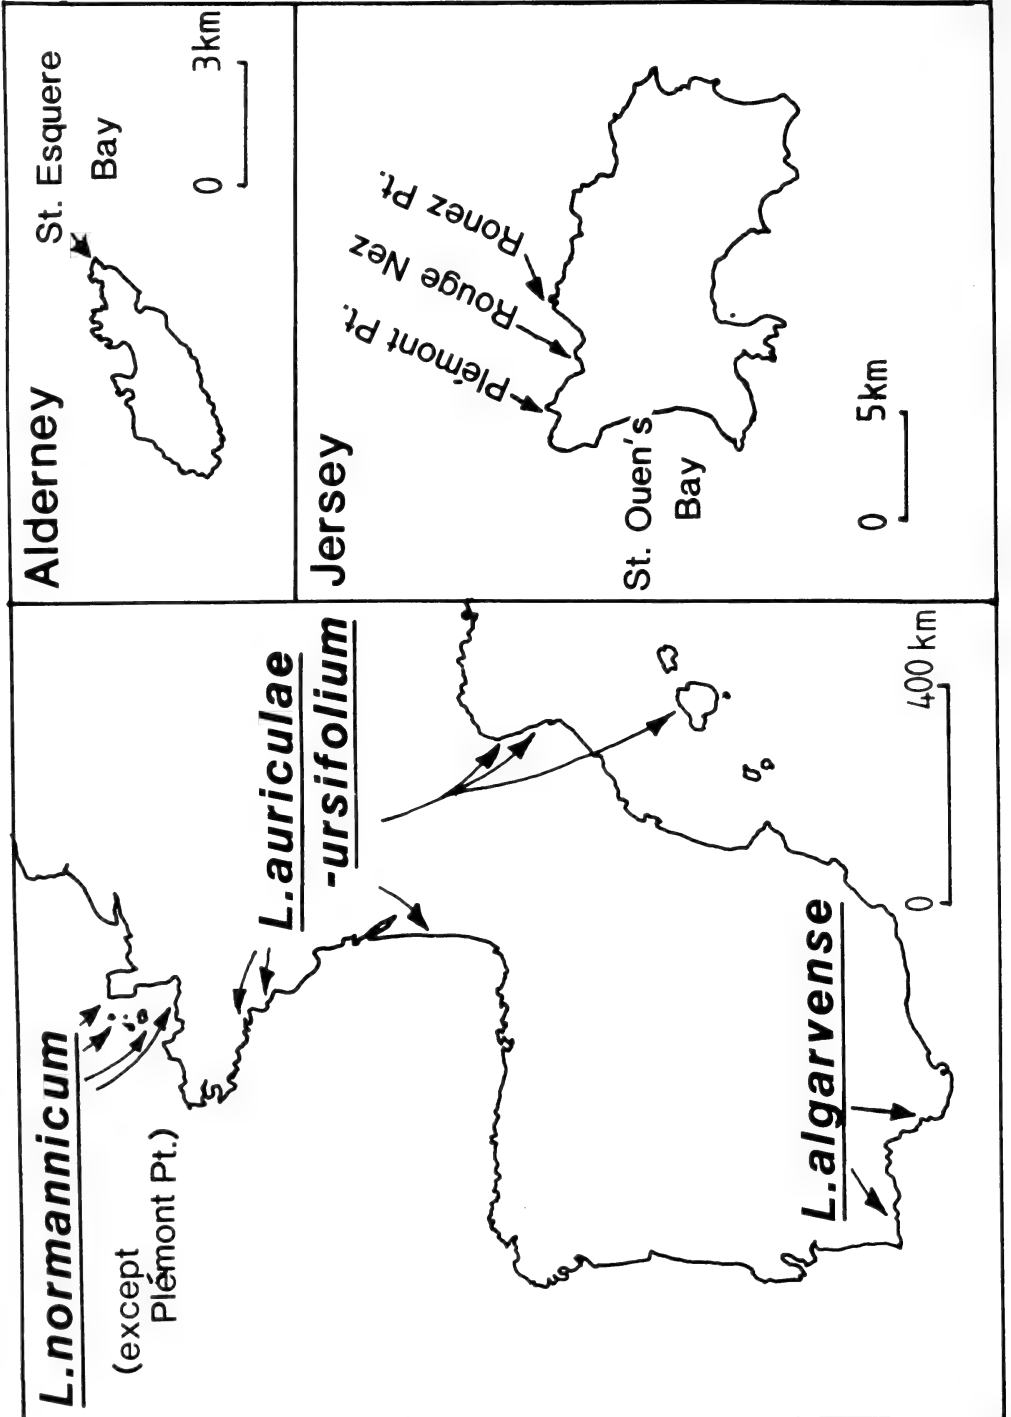 L.normannicum
(except
Plémont Pt.)
L.auriculae
-ursifolium
L.algarvense
0 400 km
Alderney
St. Esquere
Bay
0 3km
Jersey
Plémont Pt.
Rouge Nez
Ronez Pt.
St. Ouen's
Bay
0 5km